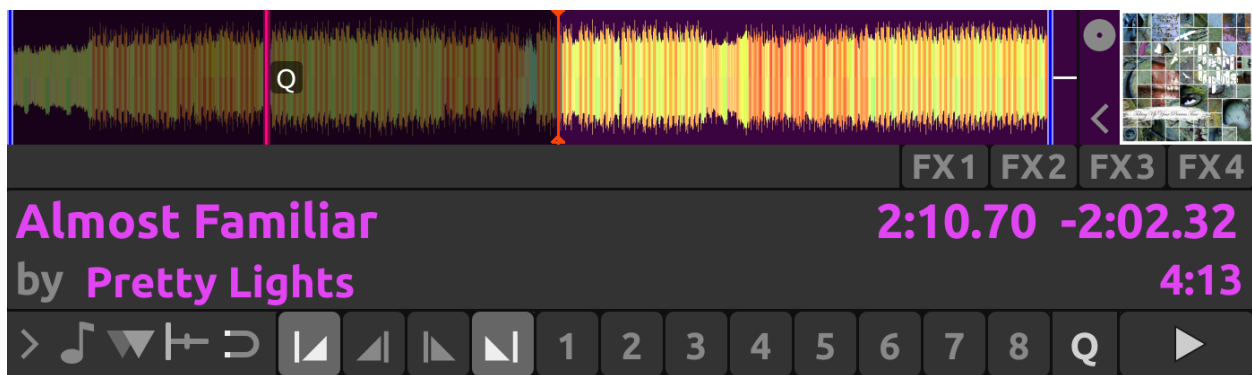 Q
FX1 FX2 FX3 FX4
Almost Familiar 2:10.70 -2:02.32
by Pretty Lights 4:13
1 2 3 4 5 6 7 8 Q